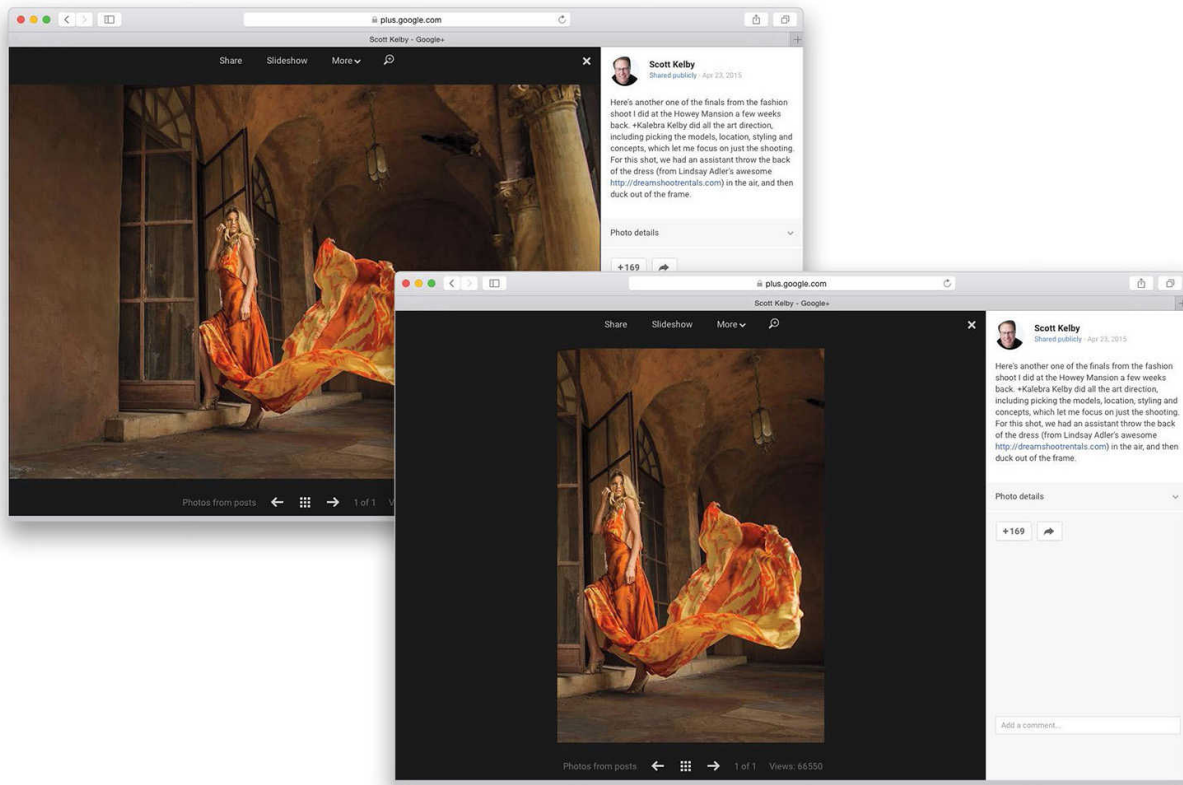 plus.google.com
Scott Kelby - Google+
Share Slideshow More
Scott Kelby
Shared publicly - Apr 23, 2015
Here's another one of the finals from the fashion
shoot I did at the Howey Mansion a few weeks
back. +Kalebra Kelby did all the art direction,
including picking the models, location, styling and
concepts, which let me focus on just the shooting.
For this shot, we had an assistant throw the back
of the dress (from Lindsay Adler's awesome
http://dreamshootrentals.com) in the air, and then
duck out of the frame.
Photo details
+169
Photos from posts 1 of 1 V
plus.google.com
Scott Kelby - Google+
Share Slideshow More
Scott Kelby
Shared publicly - Apr 23, 2015
Here's another one of the finals from the fashion
shoot I did at the Howey Mansion a few weeks
back. +Kalebra Kelby did all the art direction,
including picking the models, location, styling and
concepts, which let me focus on just the shooting.
For this shot, we had an assistant throw the back
of the dress (from Lindsay Adler's awesome
http://dreamshootrentals.com) in the air, and then
duck out of the frame.
Photo details
+169
Add a comment...
Photos from posts 1 of 1 Views: 66550